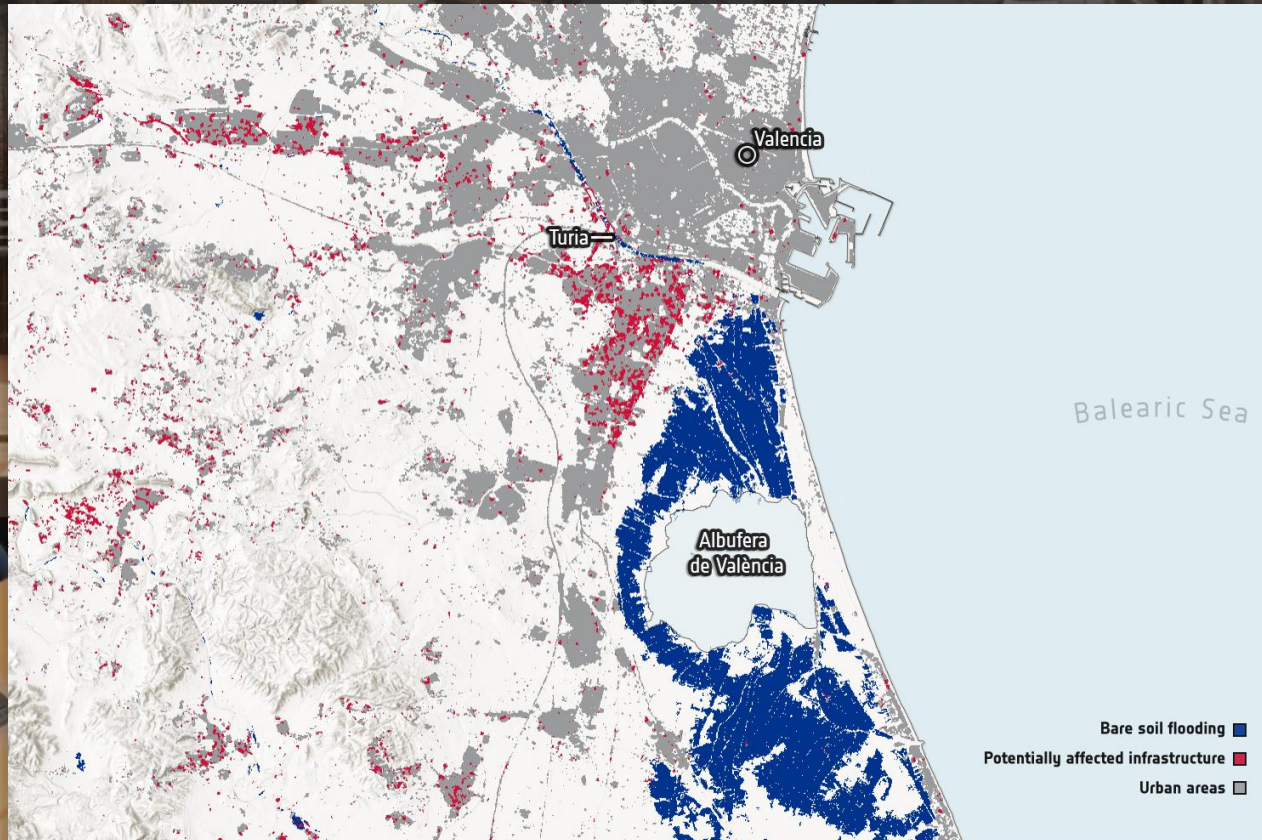 Valencia
Turia
Balearic Sea
Albufera
de València
Bare soil flooding
Potentially affected infrastructure
Urban areas